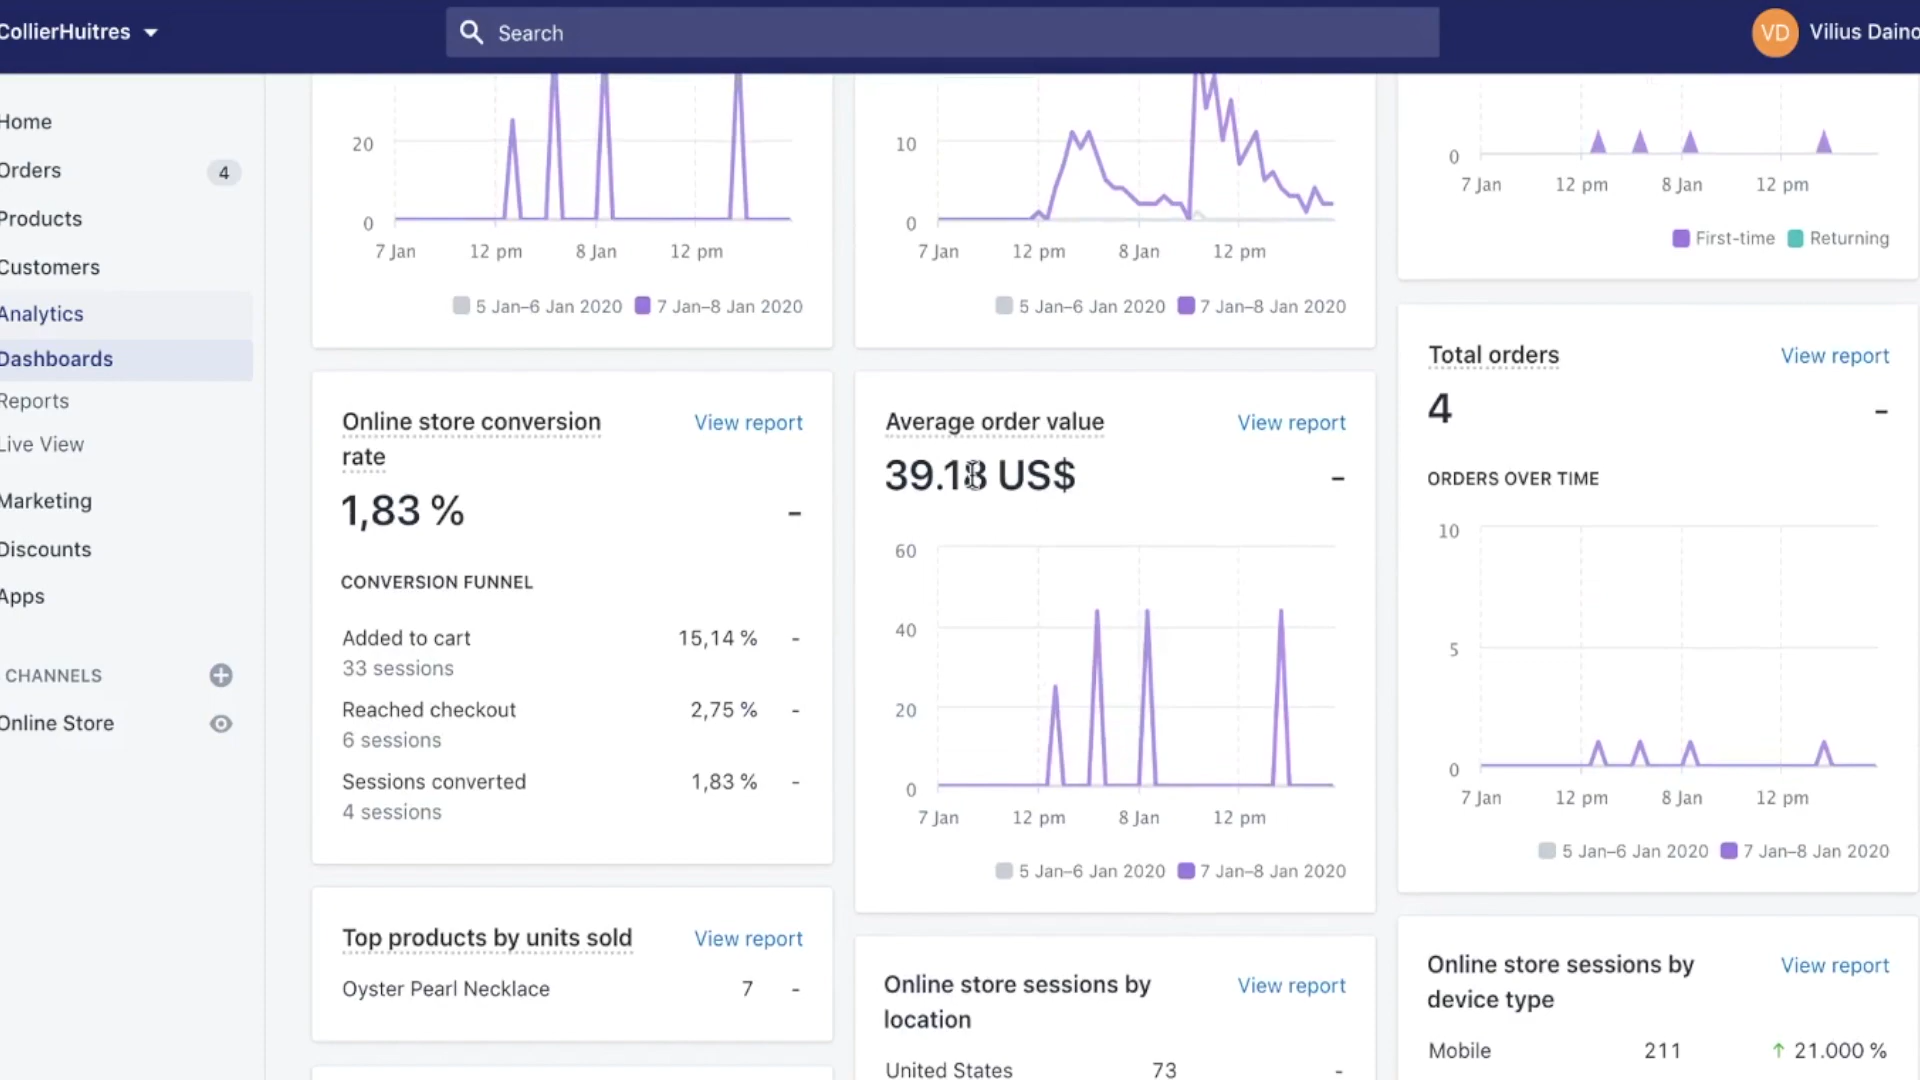 CollierHuitres
Search
VD
Vilius Daino
Home
Orders
4
Products
Customers
Analytics
Dashboards
Reports
Live View
Marketing
Discounts
Apps
CHANNELS
Online Store
20
0
7 Jan
12 pm
8 Jan
12 pm
5 Jan–6 Jan 2020
7 Jan–8 Jan 2020
10
0
7 Jan
12 pm
8 Jan
12 pm
5 Jan–6 Jan 2020
7 Jan–8 Jan 2020
0
7 Jan
12 pm
8 Jan
12 pm
First-time
Returning
Online store conversion
rate
View report
1,83 %
-
CONVERSION FUNNEL
Added to cart
15,14 %
-
33 sessions
Reached checkout
2,75 %
-
6 sessions
Sessions converted
1,83 %
-
4 sessions
Average order value
View report
39.18 US$
-
60
40
20
0
7 Jan
12 pm
8 Jan
12 pm
5 Jan–6 Jan 2020
7 Jan–8 Jan 2020
Total orders
View report
4
-
ORDERS OVER TIME
10
5
0
7 Jan
12 pm
8 Jan
12 pm
5 Jan–6 Jan 2020
7 Jan–8 Jan 2020
Top products by units sold
View report
Oyster Pearl Necklace
7
-
Online store sessions by
location
View report
United States
73
-
Online store sessions by
device type
View report
Mobile
211
↑ 21.000 %